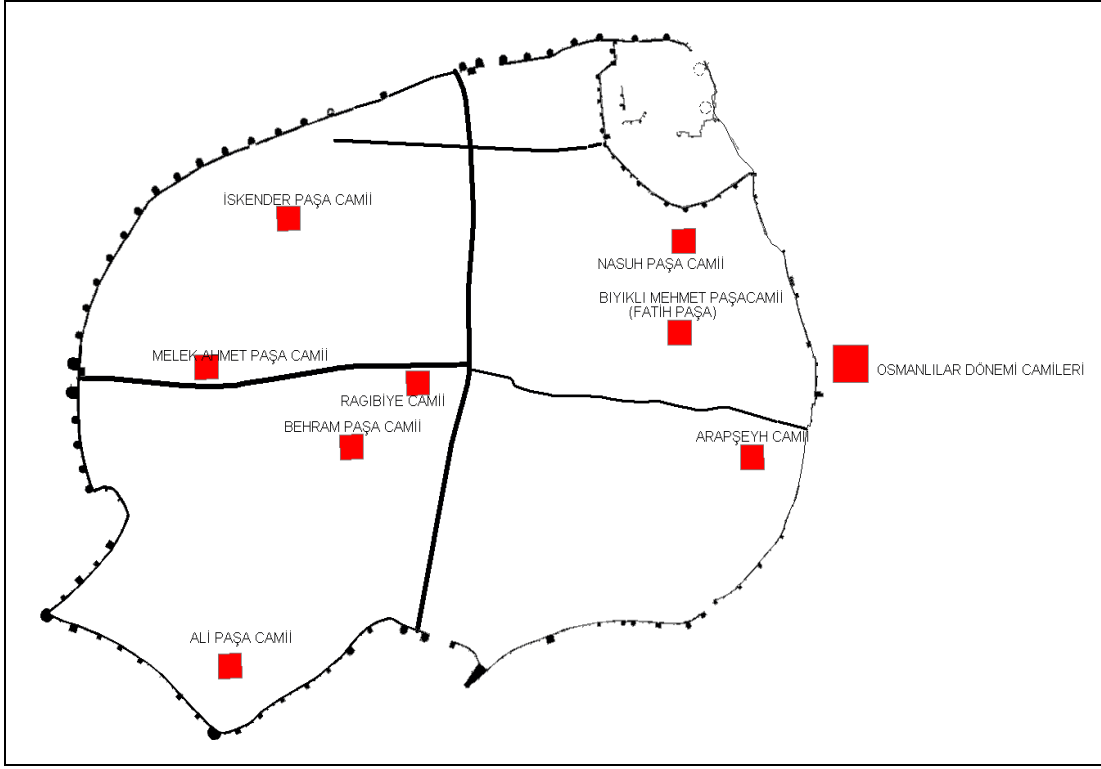 İSKENDER PAŞA CAMİİ
NASUH PAŞA CAMİİ
BIYIKLI MEHMET PAŞACAMİİ
(FATİH PAŞA)
MELEK AHMET PAŞA CAMİİ
OSMANLILAR DÖNEMİ CAMİLERİ
RAGIBİYE CAMİİ
BEHRAM PAŞA CAMİİ
ARAPŞEYH CAMİİ
ALİ PAŞA CAMİİ